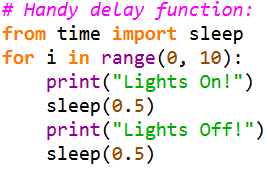 # Handy delay function:
from time import sleep
for i in range(0, 10):
    print("Lights On!")
    sleep(0.5)
    print("Lights Off!")
    sleep(0.5)